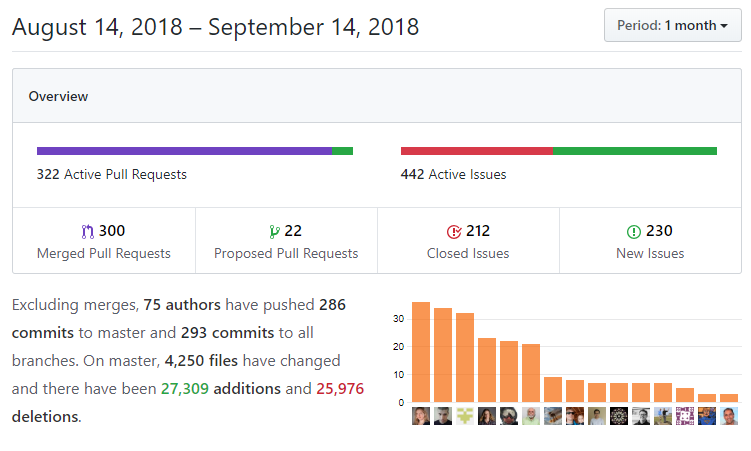 August 14, 2018 – September 14, 2018
Period: 1 month
Overview
322 Active Pull Requests
442 Active Issues
300
Merged Pull Requests
22
Proposed Pull Requests
212
Closed Issues
230
New Issues
Excluding merges, 75 authors have pushed 286
commits to master and 293 commits to all
branches. On master, 4,250 files have changed
and there have been 27,309 additions and 25,976
deletions.
30
20
10
0